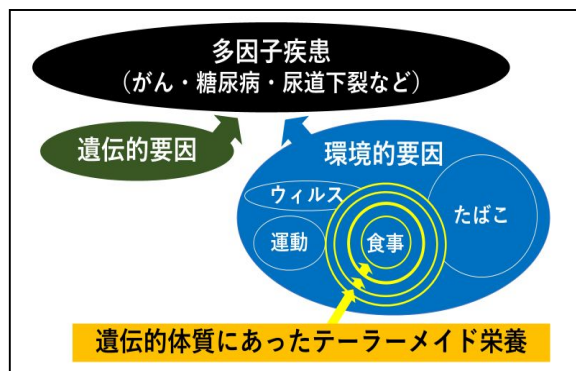 多因子疾患
（がん・糖尿病・尿道下裂など）
遺伝的要因
環境的要因
ウィルス
たばこ
運動
食事
遺伝的体質にあったテーラーメイド栄養